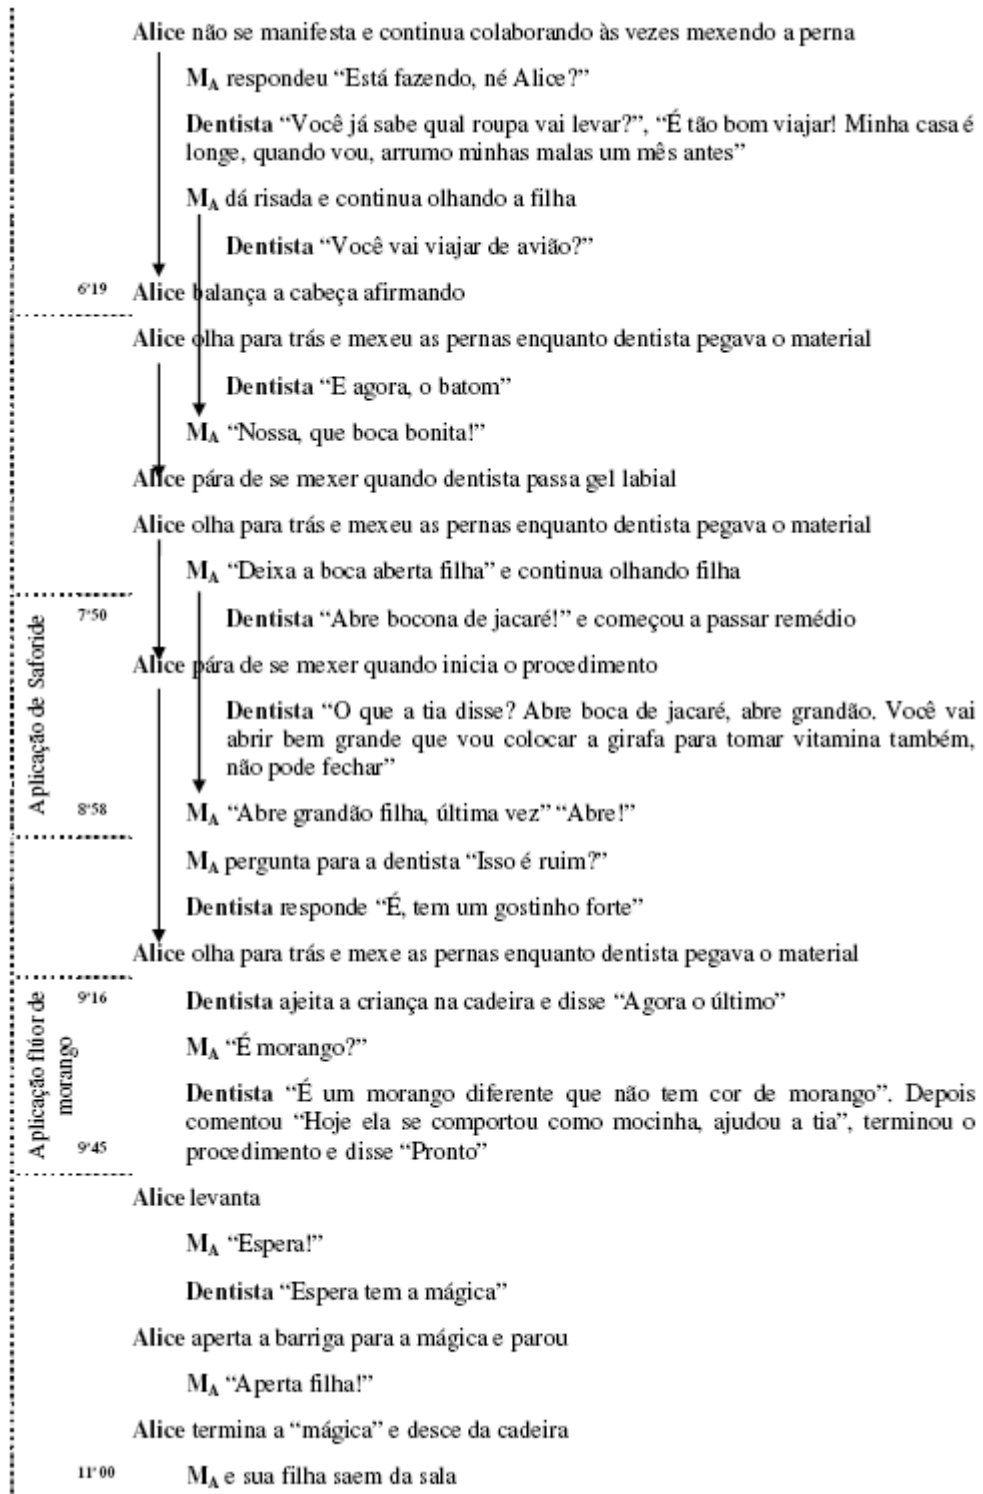 Alice não se manifesta e continua colaborando às vezes mexendo a perna
M_A respondeu “Está fazendo, né Alice?”
Dentista “Você já sabe qual roupa vai levar?”, “É tão bom viajar! Minha casa é
longe, quando vou, arrumo minhas malas um mês antes”
M_A dá risada e continua olhando a filha
Dentista “Você vai viajar de avião?”
6'19 Alice balança a cabeça afirmando
Alice olha para trás e mexeu as pernas enquanto dentista pegava o material
Dentista “E agora, o batom”
M_A “Nossa, que boca bonita!”
Alice pára de se mexer quando dentista passa gel labial
Alice olha para trás e mexeu as pernas enquanto dentista pegava o material
M_A “Deixa a boca aberta filha” e continua olhando filha
Aplicação de Saforide
7'50 Dentista “Abre bocona de jacaré!” e começou a passar remédio
Alice pára de se mexer quando inicia o procedimento
Dentista “O que a tia disse? Abre boca de jacaré, abre grandão. Você vai
abrir bem grande que vou colocar a girafa para tomar vitamina também,
não pode fechar”
8'58 M_A “Abre grandão filha, última vez” “Abre!”
M_A pergunta para a dentista “Isso é ruim?”
Dentista responde “É, tem um gostinho forte”
Alice olha para trás e mexe as pernas enquanto dentista pegava o material
Aplicação flúor de
morango
9'16 Dentista ajeita a criança na cadeira e disse “Agora o último”
M_A “É morango?”
Dentista “É um morango diferente que não tem cor de morango”. Depois
comentou “Hoje ela se comportou como mocinha, ajudou a tia”, terminou o
9'45 procedimento e disse “Pronto”
Alice levanta
M_A “Espera!”
Dentista “Espera tem a mágica”
Alice aperta a barriga para a mágica e parou
M_A “Aperta filha!”
Alice termina a “mágica” e desce da cadeira
11'00 M_A e sua filha saem da sala